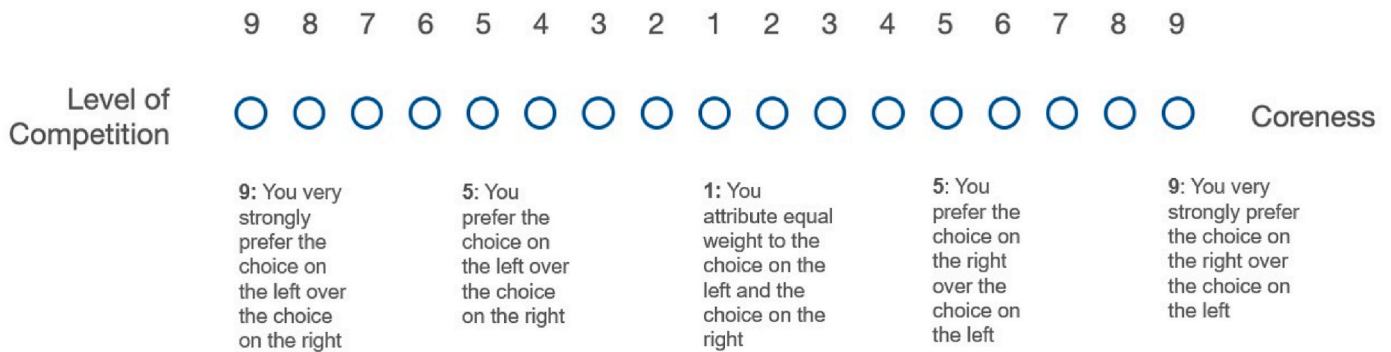 9 8 7 6 5 4 3 2 1 2 3 4 5 6 7 8 9
Level of
Competition
Coreness
9: You very
strongly
prefer the
choice on
the left over
the choice
on the right
5: You
prefer the
choice on
the left over
the choice
on the right
1: You
attribute equal
weight to the
choice on the
left and the
choice on the
right
5: You
prefer the
choice on
the right
over the
choice on
the left
9: You very
strongly prefer
the choice on
the right over
the choice on
the left